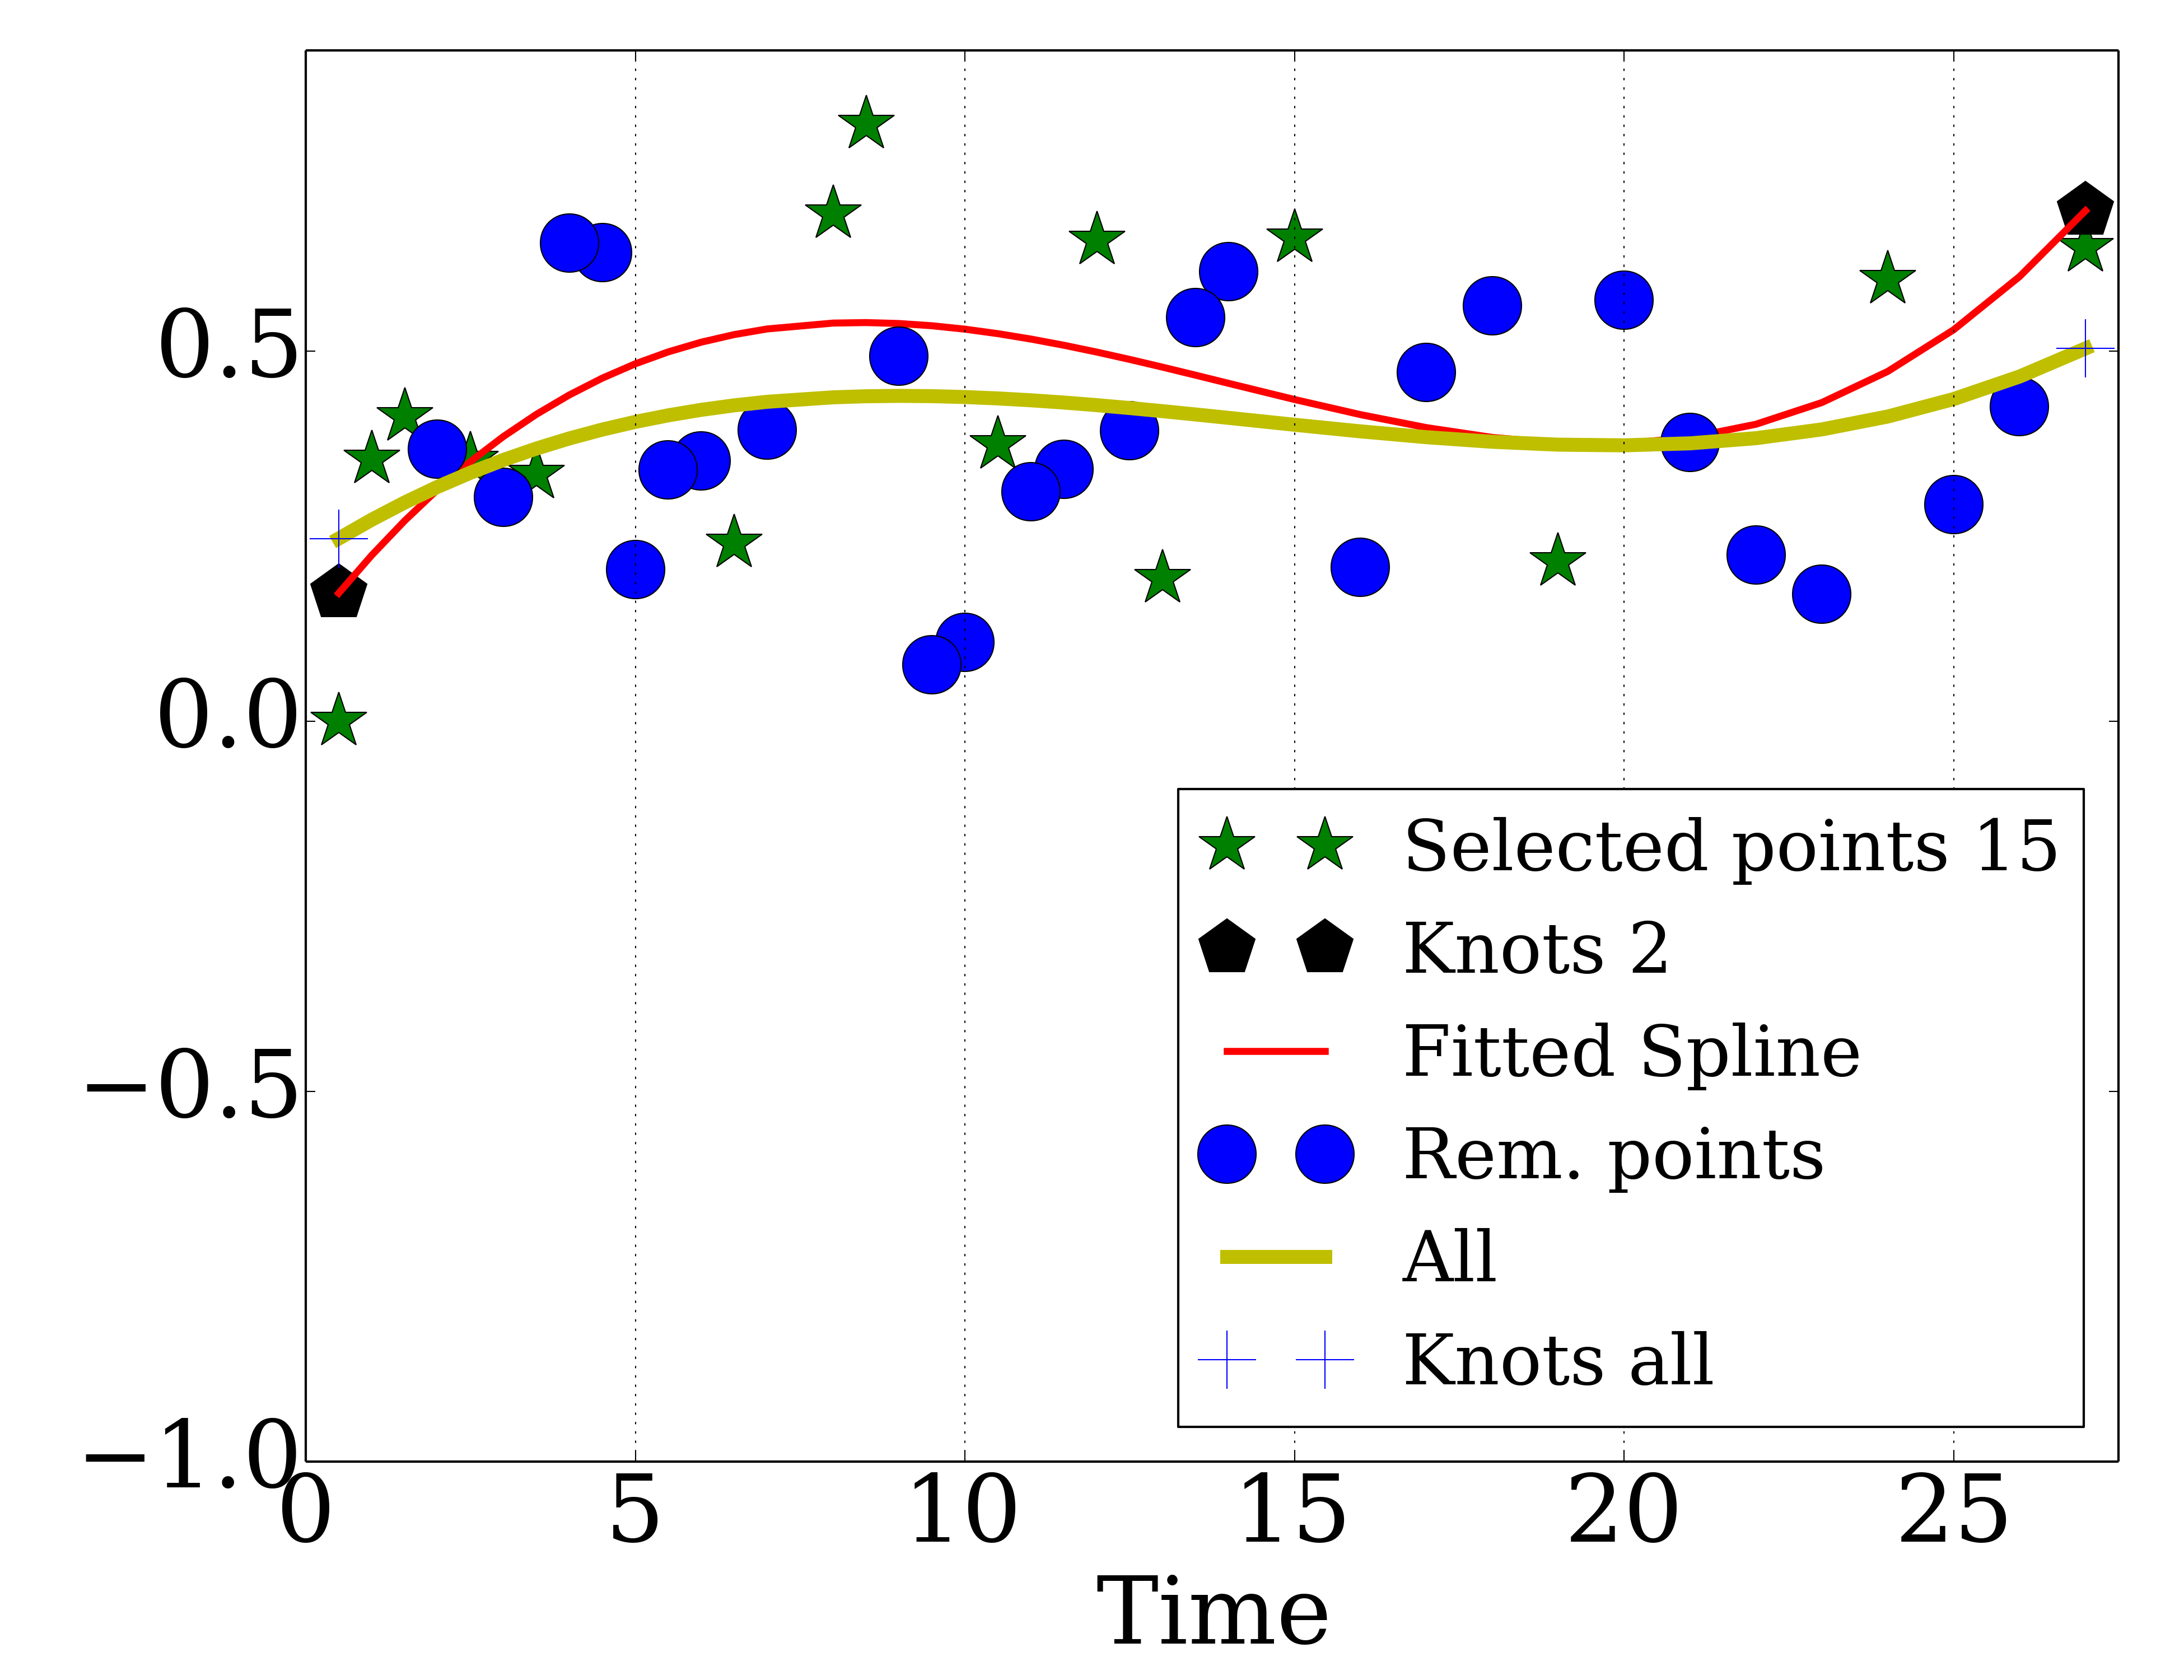 0.5
0.0
−0.5
−1.0
0 5 10 15 20 25
Time
Selected points 15
Knots 2
Fitted Spline
Rem. points
All
Knots all